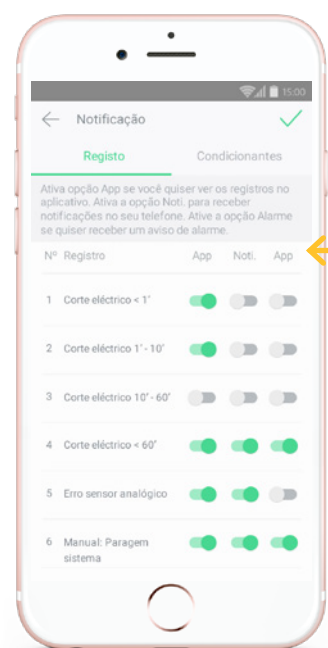 15:00
Notificação
Registo Condicionantes
Ativa opção App se você quiser ver os registros no
aplicativo. Ativa a opção Noti. para receber
notificações no seu telefone. Ative a opção Alarme
se quiser receber um aviso de alarme.
Nº Registro App Noti. App
1 Corte eléctrico < 1'
2 Corte eléctrico 1' - 10'
3 Corte eléctrico 10' - 60'
4 Corte eléctrico < 60'
5 Erro sensor analógico
6 Manual: Paragem
sistema